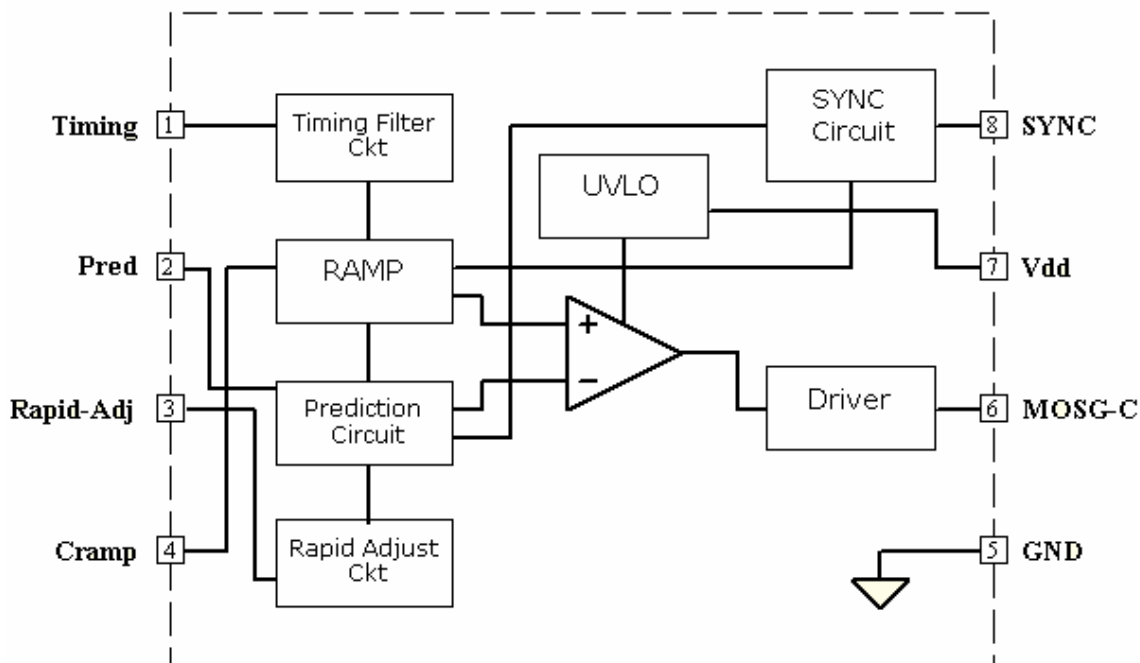 Timing
1
Timing Filter
Ckt
SYNC
Circuit
8
SYNC
UVLO
Pred
2
RAMP
7
Vdd
+
−
Rapid-Adj
3
Prediction
Circuit
Driver
6
MOSG-C
Cramp
4
Rapid Adjust
Ckt
5
GND